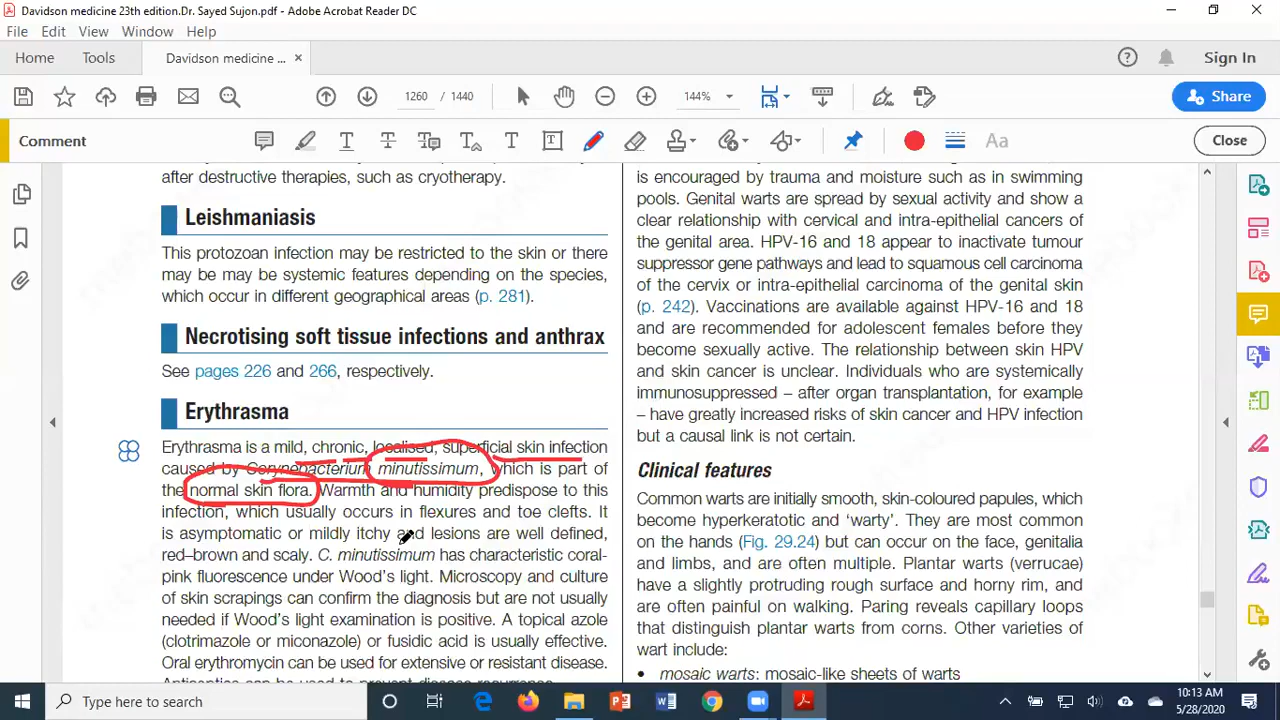 Davidson medicine 23th edition.Dr. Sayed Sujon.pdf - Adobe Acrobat Reader DC
File Edit View Window Help
Home Tools Davidson medicine ... × Sign In
1260 / 1440 144% Share
Comment Aa Close
after destructive therapies, such as cryotherapy.
Leishmaniasis
This protozoan infection may be restricted to the skin or there
may be may be systemic features depending on the species,
which occur in different geographical areas (p. 281).
Necrotising soft tissue infections and anthrax
See pages 226 and 266, respectively.
Erythrasma
Erythrasma is a mild, chronic, localised, superficial skin infection
caused by Corynebacterium minutissimum, which is part of
the normal skin flora. Warmth and humidity predispose to this
infection, which usually occurs in flexures and toe clefts. It
is asymptomatic or mildly itchy and lesions are well defined,
red–brown and scaly. C. minutissimum has characteristic coral-
pink fluorescence under Wood's light. Microscopy and culture
of skin scrapings can confirm the diagnosis but are not usually
needed if Wood's light examination is positive. A topical azole
(clotrimazole or miconazole) or fusidic acid is usually effective.
Oral erythromycin can be used for extensive or resistant disease.
Antiseptics can be used to prevent disease recurrence.
is encouraged by trauma and moisture such as in swimming
pools. Genital warts are spread by sexual activity and show a
clear relationship with cervical and intra-epithelial cancers of
the genital area. HPV-16 and 18 appear to inactivate tumour
suppressor gene pathways and lead to squamous cell carcinoma
of the cervix or intra-epithelial carcinoma of the genital skin
(p. 242). Vaccinations are available against HPV-16 and 18
and are recommended for adolescent females before they
become sexually active. The relationship between skin HPV
and skin cancer is unclear. Individuals who are systemically
immunosuppressed – after organ transplantation, for example
– have greatly increased risks of skin cancer and HPV infection
but a causal link is not certain.
Clinical features
Common warts are initially smooth, skin-coloured papules, which
become hyperkeratotic and ‘warty’. They are most common
on the hands (Fig. 29.24) but can occur on the face, genitalia
and limbs, and are often multiple. Plantar warts (verrucae)
have a slightly protruding rough surface and horny rim, and
are often painful on walking. Paring reveals capillary loops
that distinguish plantar warts from corns. Other varieties of
wart include:
• mosaic warts: mosaic-like sheets of warts
Type here to search
10:13 AM
5/28/2020